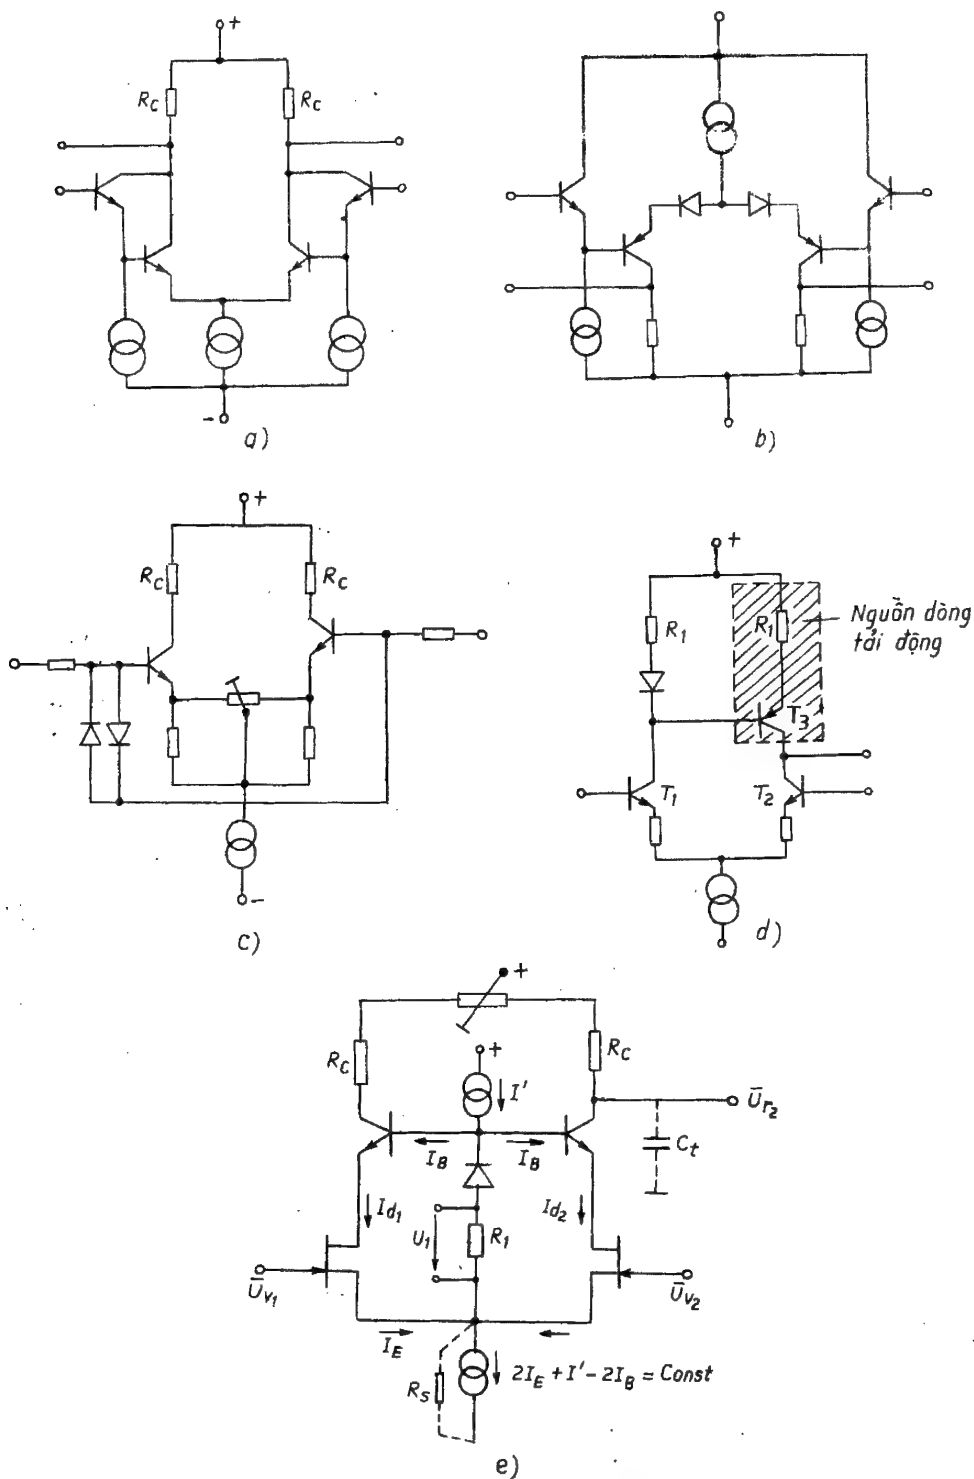 +
R_C R_C
-
a)
b)
+
R_C R_C
-
c)
+
R_1 R_1
Nguồn dòng
tải động
T_3
T_1 T_2
d)
+
R_C R_C
+
I'
Ū_r2
I_B I_B
C_t
I_d1 I_d2
U_1 R_1
Ū_v1 Ū_v2
I_E
R_S 2I_E + I' - 2I_B = Const
e)